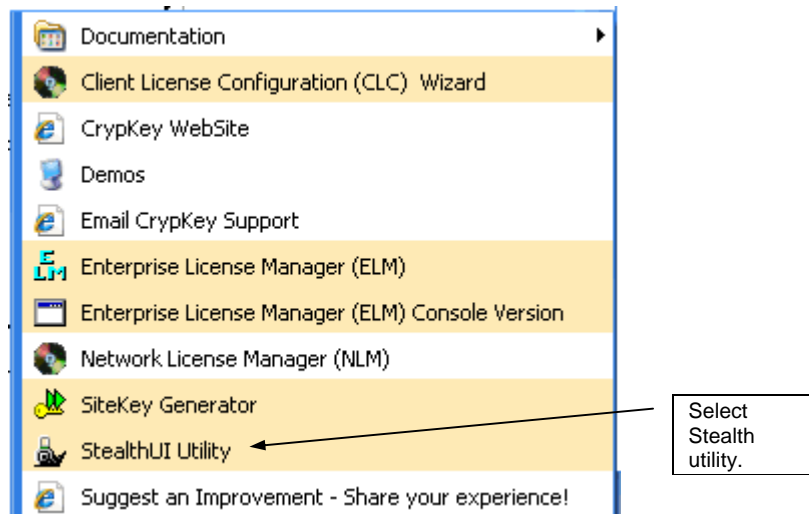 Documentation
Client License Configuration (CLC) Wizard
CrypKey WebSite
Demos
Email CrypKey Support
ELM
Enterprise License Manager (ELM)
Enterprise License Manager (ELM) Console Version
Network License Manager (NLM)
SiteKey Generator
StealthUI Utility
Suggest an Improvement - Share your experience!
Select
Stealth
utility.